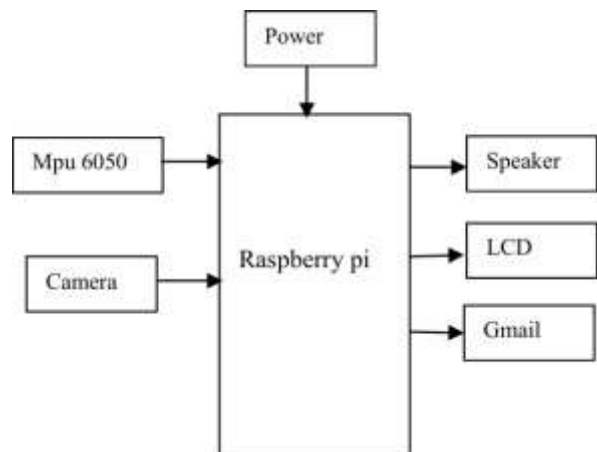 Power
Mpu 6050
Speaker
Raspberry pi
LCD
Camera
Gmail